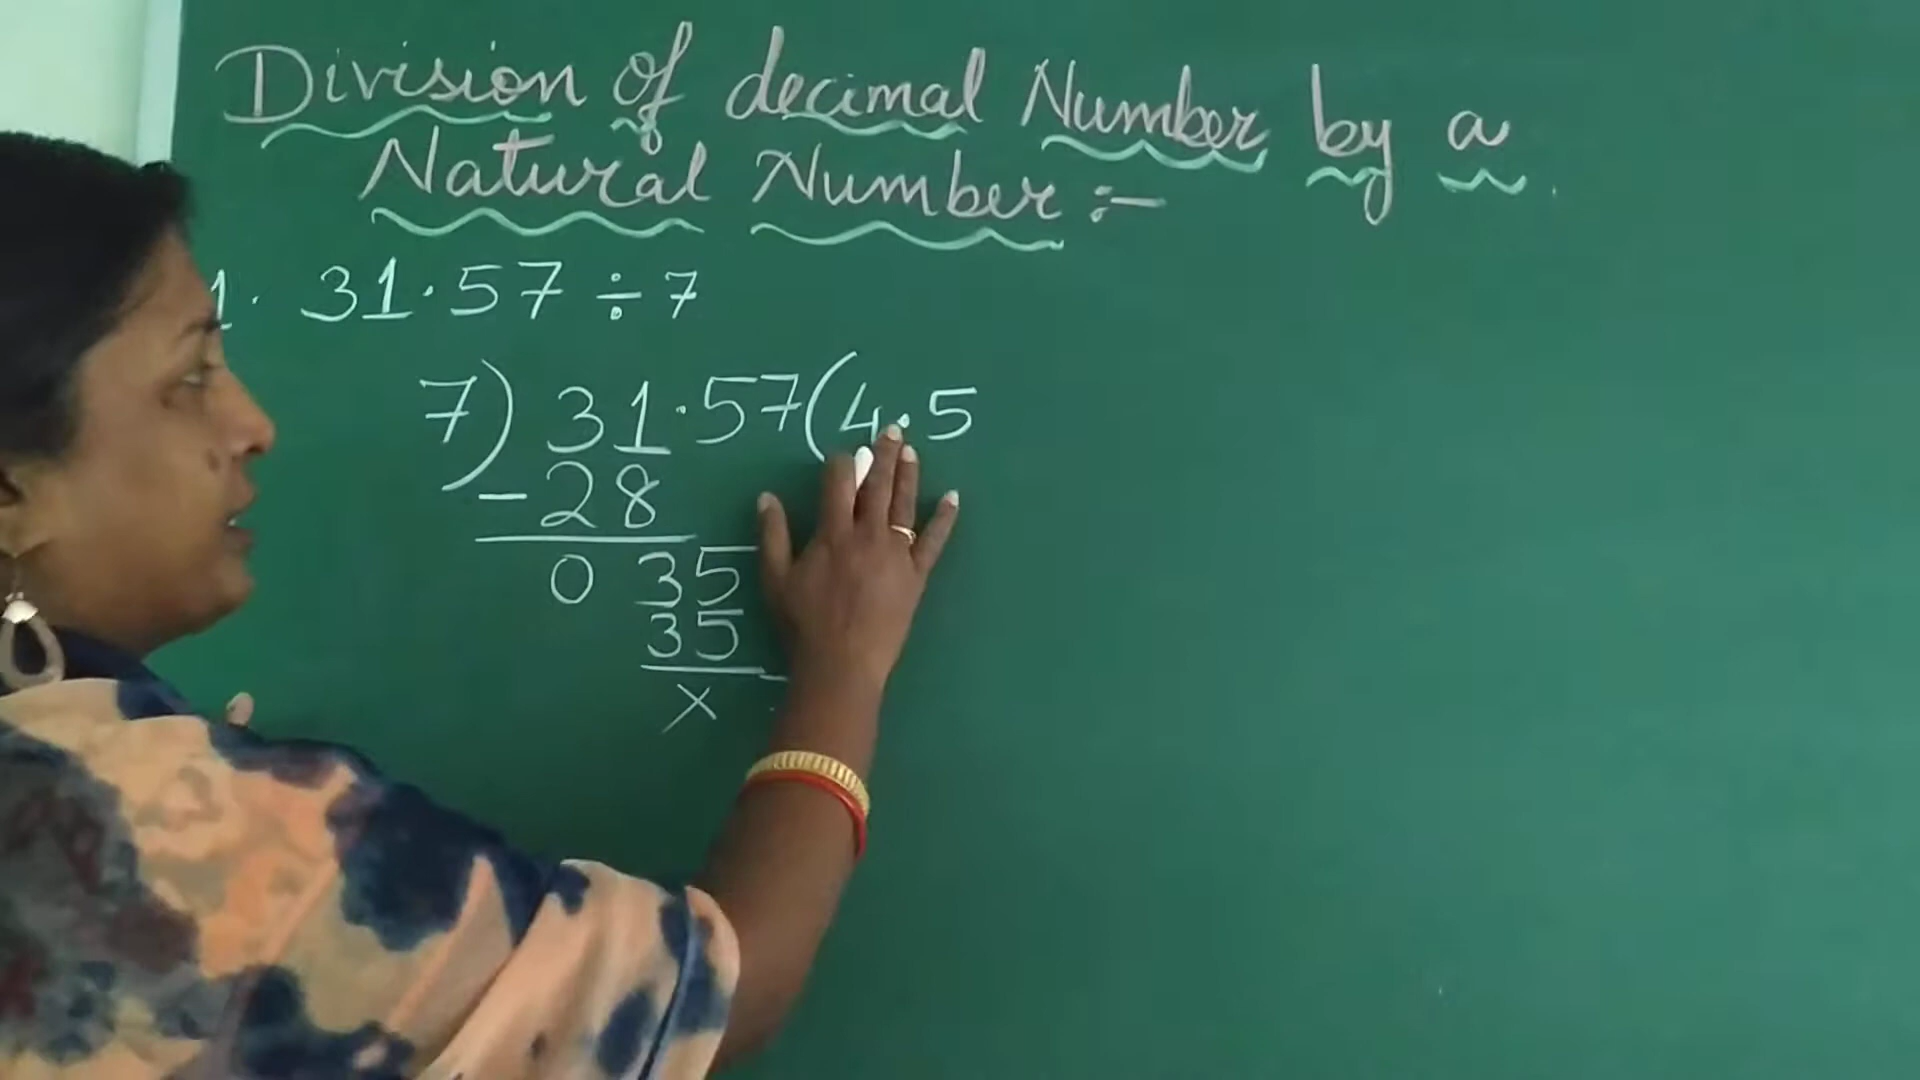 Division of decimal Number by a
Natural Number :-
1. 31.57 ÷ 7
7) 31.57 (4.5
- 28
0 35
35
x